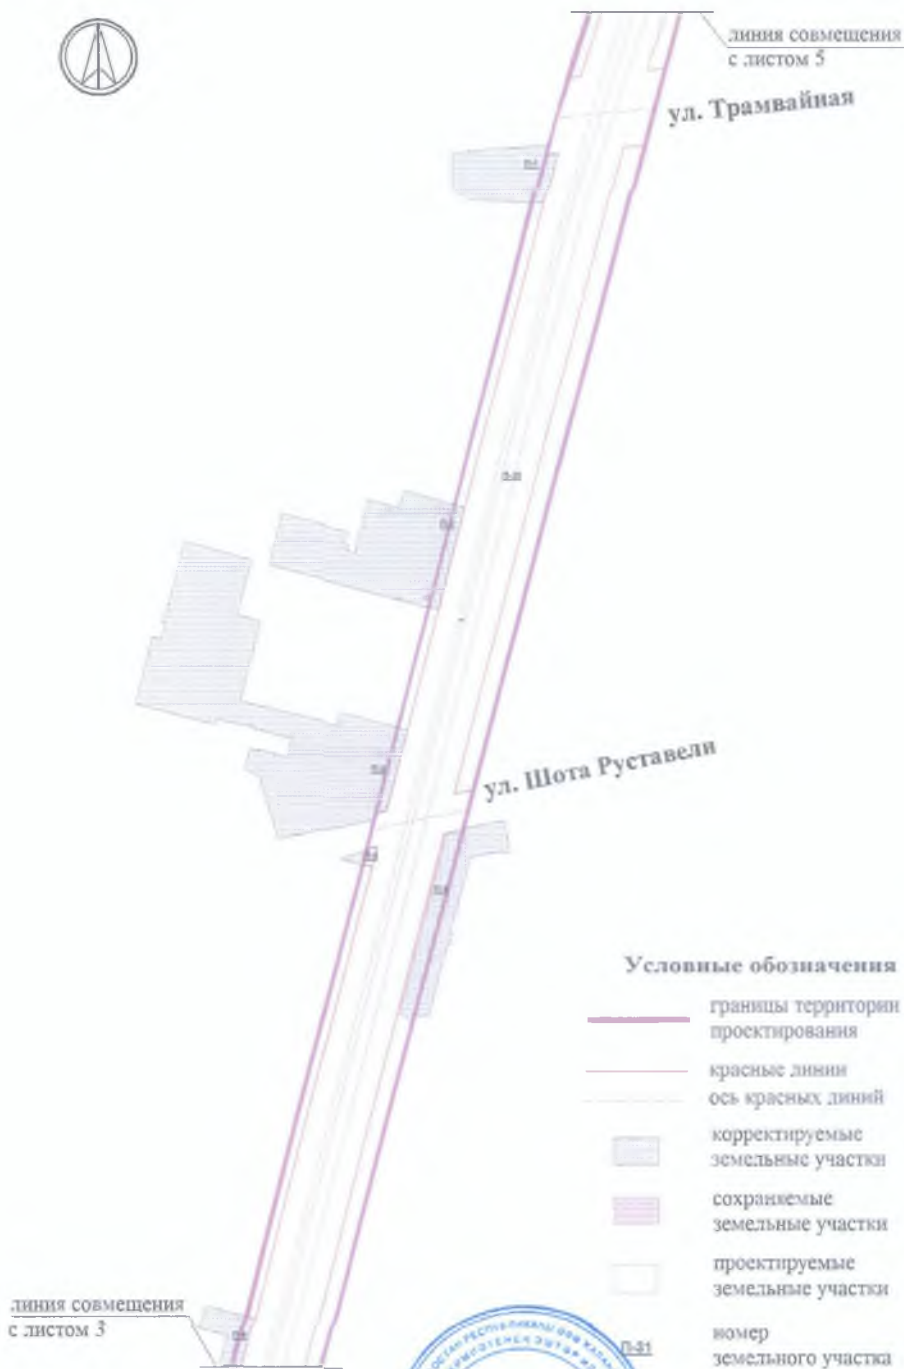 линия совмещения
с листом 5
ул. Трамвайная
ул. Шота Руставели
Условные обозначения
границы территории
проектирования
красные линии
ось красных линий
корректируемые
земельные участки
сохраняемые
земельные участки
проектируемые
земельные участки
линия совмещения
с листом 3
П-31
номер
земельного участка